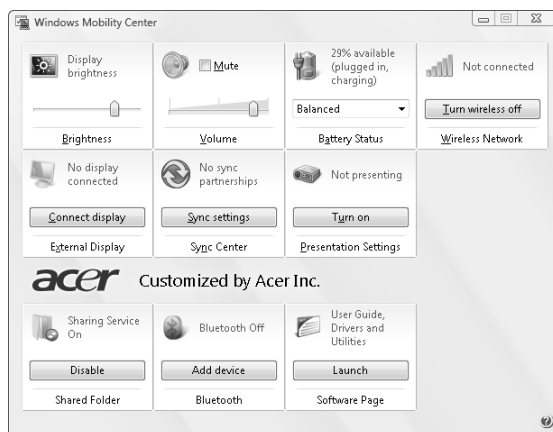 Windows Mobility Center
Display
brightness
Brightness
Mute
Volume
29% available
(plugged in,
charging)
Balanced
Battery Status
Not connected
Turn wireless off
Wireless Network
No display
connected
Connect display
External Display
No sync
partnerships
Sync settings
Sync Center
Not presenting
Turn on
Presentation Settings
acer Customized by Acer Inc.
Sharing Service
On
Disable
Shared Folder
Bluetooth Off
Add device
Bluetooth
User Guide,
Drivers and
Utilities
Launch
Software Page